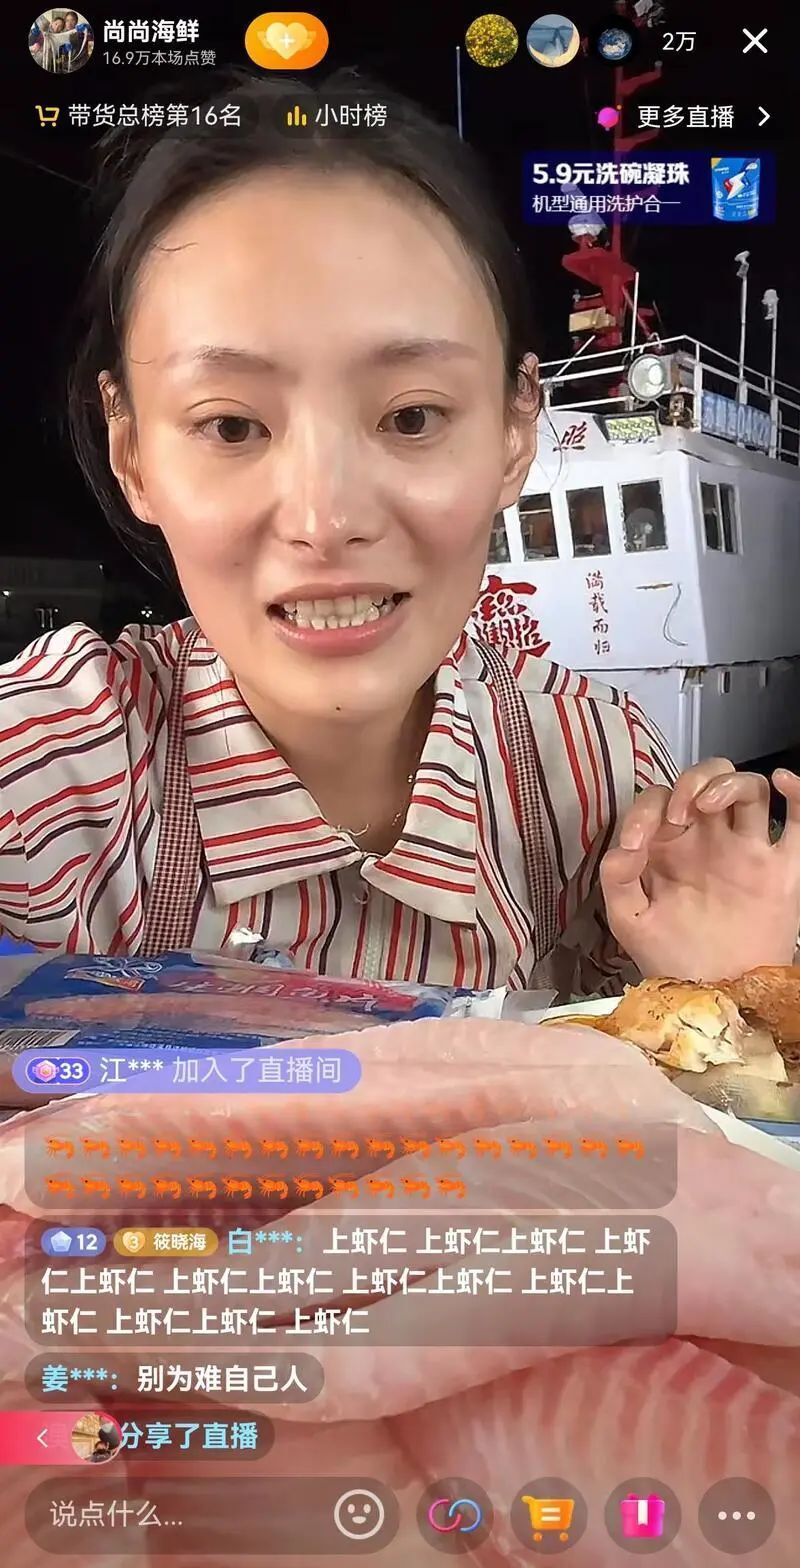 尚尚海鲜
16.9万本场点赞
2万
带货总榜第16名
小时榜
更多直播
5.9元洗碗凝珠
机型通用洗护合一
照
满载而归
招财进宝
33 江*** 加入了直播间
12 3 筱晓海 白***：上虾仁 上虾仁上虾仁 上虾
仁上虾仁 上虾仁上虾仁 上虾仁上虾仁 上虾仁上
虾仁 上虾仁上虾仁 上虾仁
姜***：别为难自己人
分享了直播
说点什么...